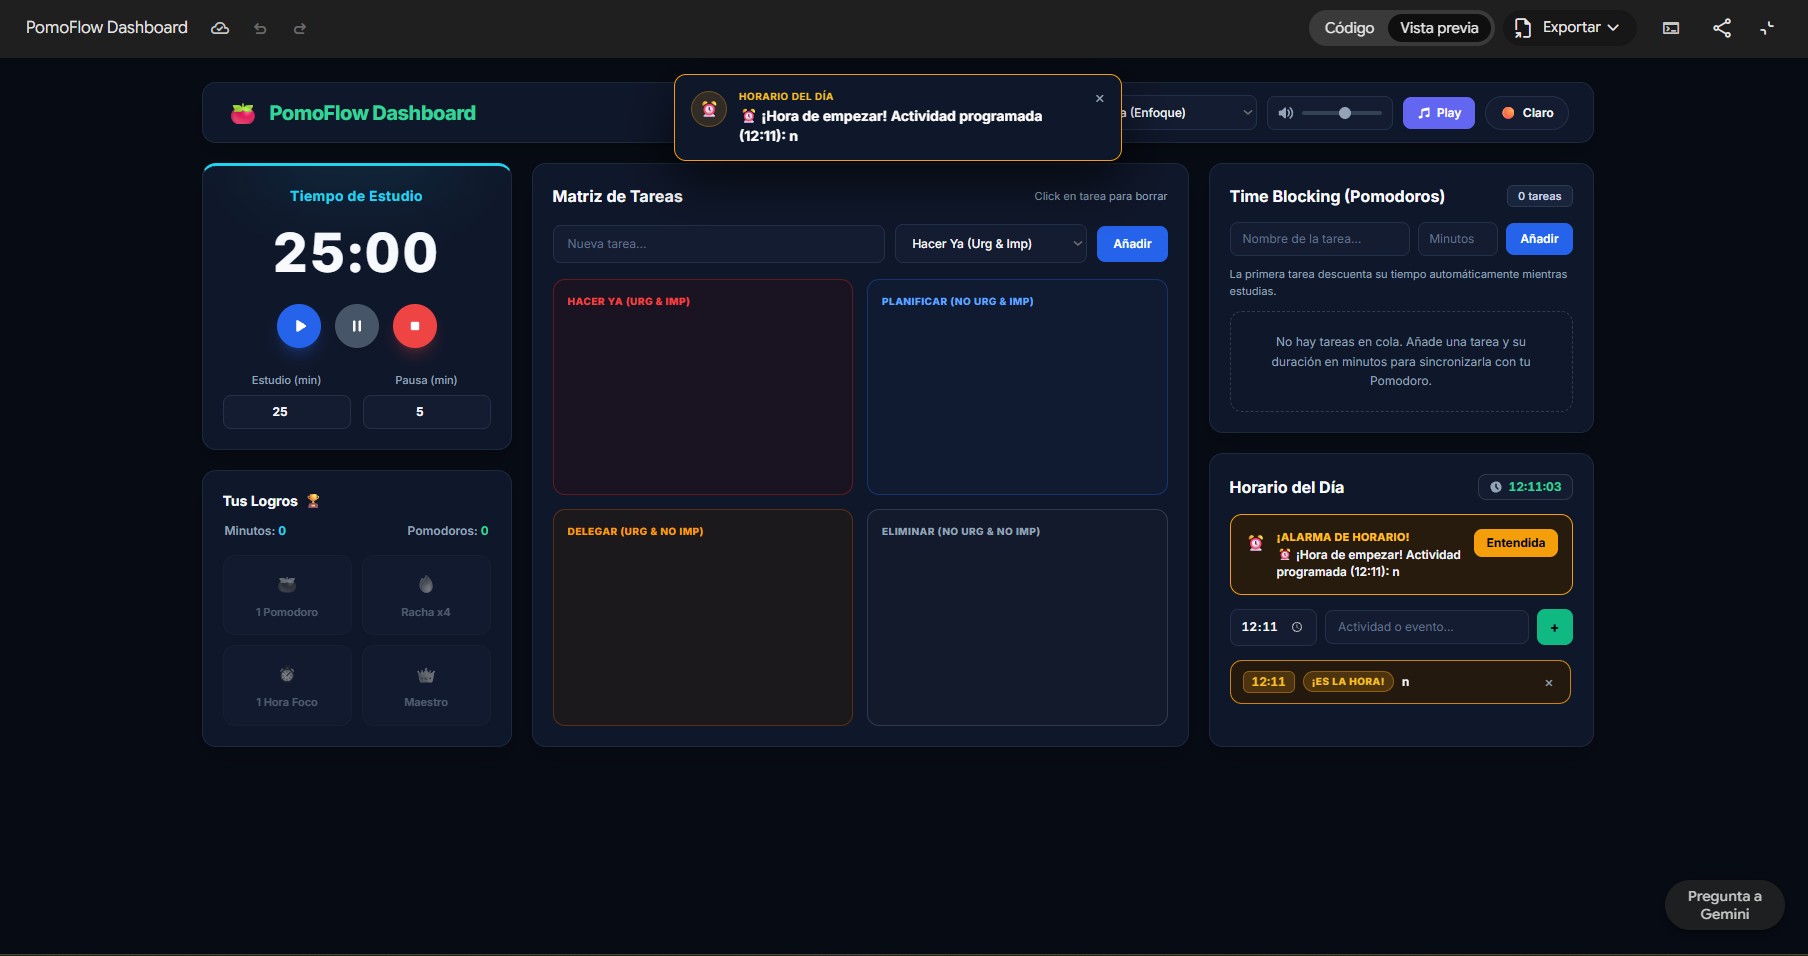 PomoFlow Dashboard
Código
Vista previa
Exportar
PomoFlow Dashboard
HORARIO DEL DÍA
⏰ ¡Hora de empezar! Actividad programada
(12:11): n
×
a (Enfoque)
Play
Claro
Tiempo de Estudio
25:00
Estudio (min)
Pausa (min)
25
5
Tus Logros 🏆
Minutos: 0
Pomodoros: 0
1 Pomodoro
Racha x4
1 Hora Foco
Maestro
Matriz de Tareas
Click en tarea para borrar
Nueva tarea...
Hacer Ya (Urg & Imp)
Añadir
HACER YA (URG & IMP)
PLANIFICAR (NO URG & IMP)
DELEGAR (URG & NO IMP)
ELIMINAR (NO URG & NO IMP)
Time Blocking (Pomodoros)
0 tareas
Nombre de la tarea...
Minutos
Añadir
La primera tarea descuenta su tiempo automáticamente mientras
estudias.
No hay tareas en cola. Añade una tarea y su
duración en minutos para sincronizarla con tu
Pomodoro.
Horario del Día
12:11:03
¡ALARMA DE HORARIO!
⏰ ¡Hora de empezar! Actividad
programada (12:11): n
Entendida
12:11
Actividad o evento...
+
12:11
¡ES LA HORA!
n
×
Pregunta a
Gemini